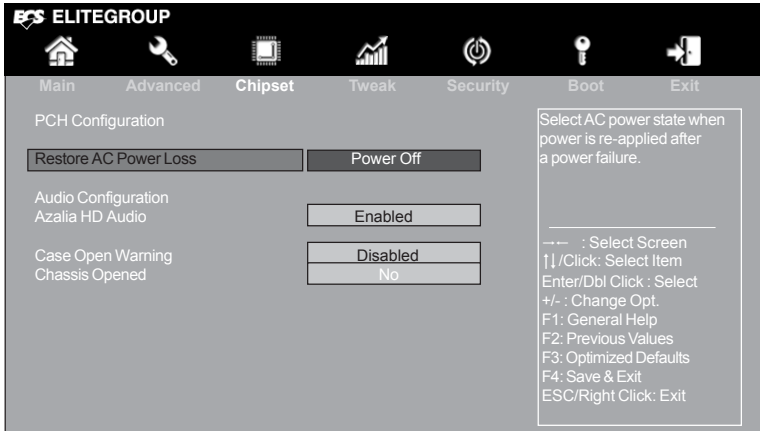 ECS ELITEGROUP
Main Advanced Chipset Tweak Security Boot Exit
PCH Configuration
Restore AC Power Loss Power Off
Audio Configuration
Azalia HD Audio Enabled
Case Open Warning Disabled
Chassis Opened No
Select AC power state when
power is re-applied after
a power failure.
→← : Select Screen
↑↓/Click: Select Item
Enter/Dbl Click : Select
+/- : Change Opt.
F1: General Help
F2: Previous Values
F3: Optimized Defaults
F4: Save & Exit
ESC/Right Click: Exit